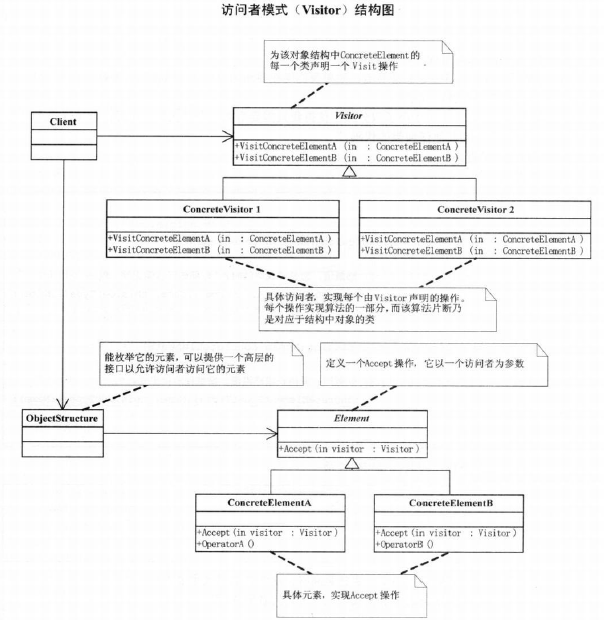 访问者模式（Visitor）结构图
为该对象结构中ConcreteElement的
每一个类声明一个 Visit 操作
Client
Visitor
+VisitConcreteElementA (in : ConcreteElementA )
+VisitConcreteElementB (in : ConcreteElementB )
ConcreteVisitor 1
+VisitConcreteElementA (in : ConcreteElementA )
+VisitConcreteElementB (in : ConcreteElementB )
ConcreteVisitor 2
+VisitConcreteElementA (in : ConcreteElementA )
+VisitConcreteElementB (in : ConcreteElementB )
具体访问者，实现每个由Visitor声明的操作。
每个操作实现算法的一部分，而该算法片断乃
是对应于结构中对象的类
能枚举它的元素，可以提供一个高层的
接口以允许访问者访问它的元素
定义一个Accept 操作，它以一个访问者为参数
ObjectStructure
Element
+Accept(in visitor : Visitor)
ConcreteElementA
+Accept(in visitor : Visitor)
+OperatorA ()
ConcreteElementB
+Accept(in visitor : Visitor)
+OperatorB ()
具体元素，实现Accept 操作